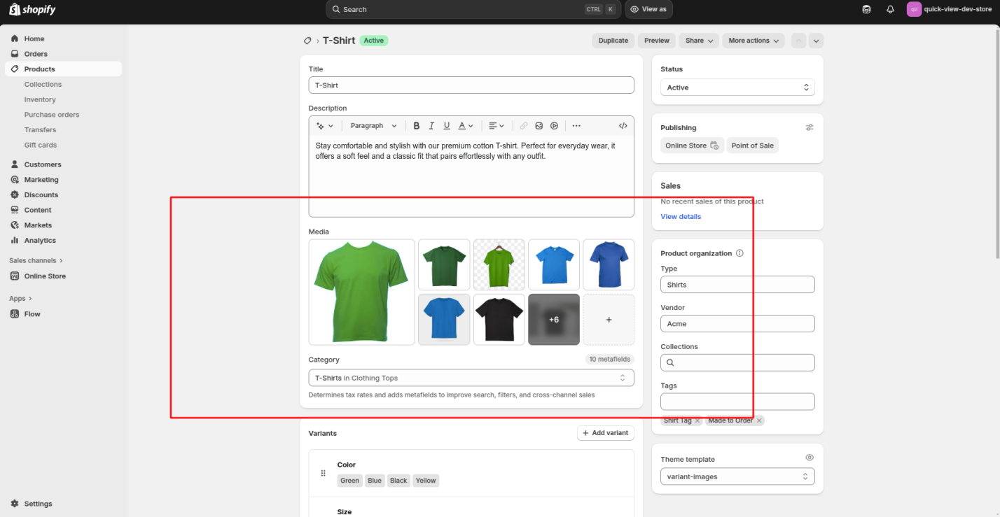 shopify
Search
CTRL K
View as
quick-view-dev-store
Home
Orders
Products
Collections
Inventory
Purchase orders
Transfers
Gift cards
Customers
Marketing
Discounts
Content
Markets
Analytics
Sales channels
Online Store
Apps
Flow
Settings
T-Shirt Active
Duplicate
Preview
Share
More actions
Title
T-Shirt
Description
Paragraph B I U A
Stay comfortable and stylish with our premium cotton T-shirt. Perfect for everyday wear, it
offers a soft feel and a classic fit that pairs effortlessly with any outfit.
Media
+6
Category
10 metafields
T-Shirts in Clothing Tops
Determines tax rates and adds metafields to improve search, filters, and cross-channel sales
Variants
Add variant
Color
Green Blue Black Yellow
Size
Status
Active
Publishing
Online Store Point of Sale
Sales
No recent sales of this product
View details
Product organization
Type
Shirts
Vendor
Acme
Collections
Tags
Shirt Tag Made to Order
Theme template
variant-images